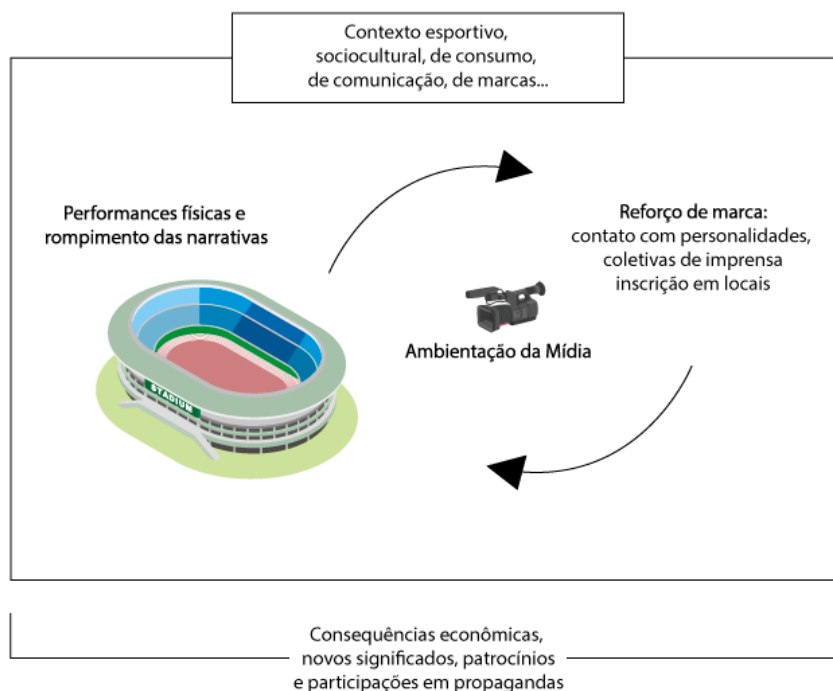 Contexto esportivo,
sociocultural, de consumo,
de comunicação, de marcas...
Performances físicas e
rompimento das narrativas
STADIUM
Reforço de marca:
contato com personalidades,
coletivas de imprensa
inscrição em locais
Ambientação da Mídia
Consequências econômicas,
novos significados, patrocínios
e participações em propagandas